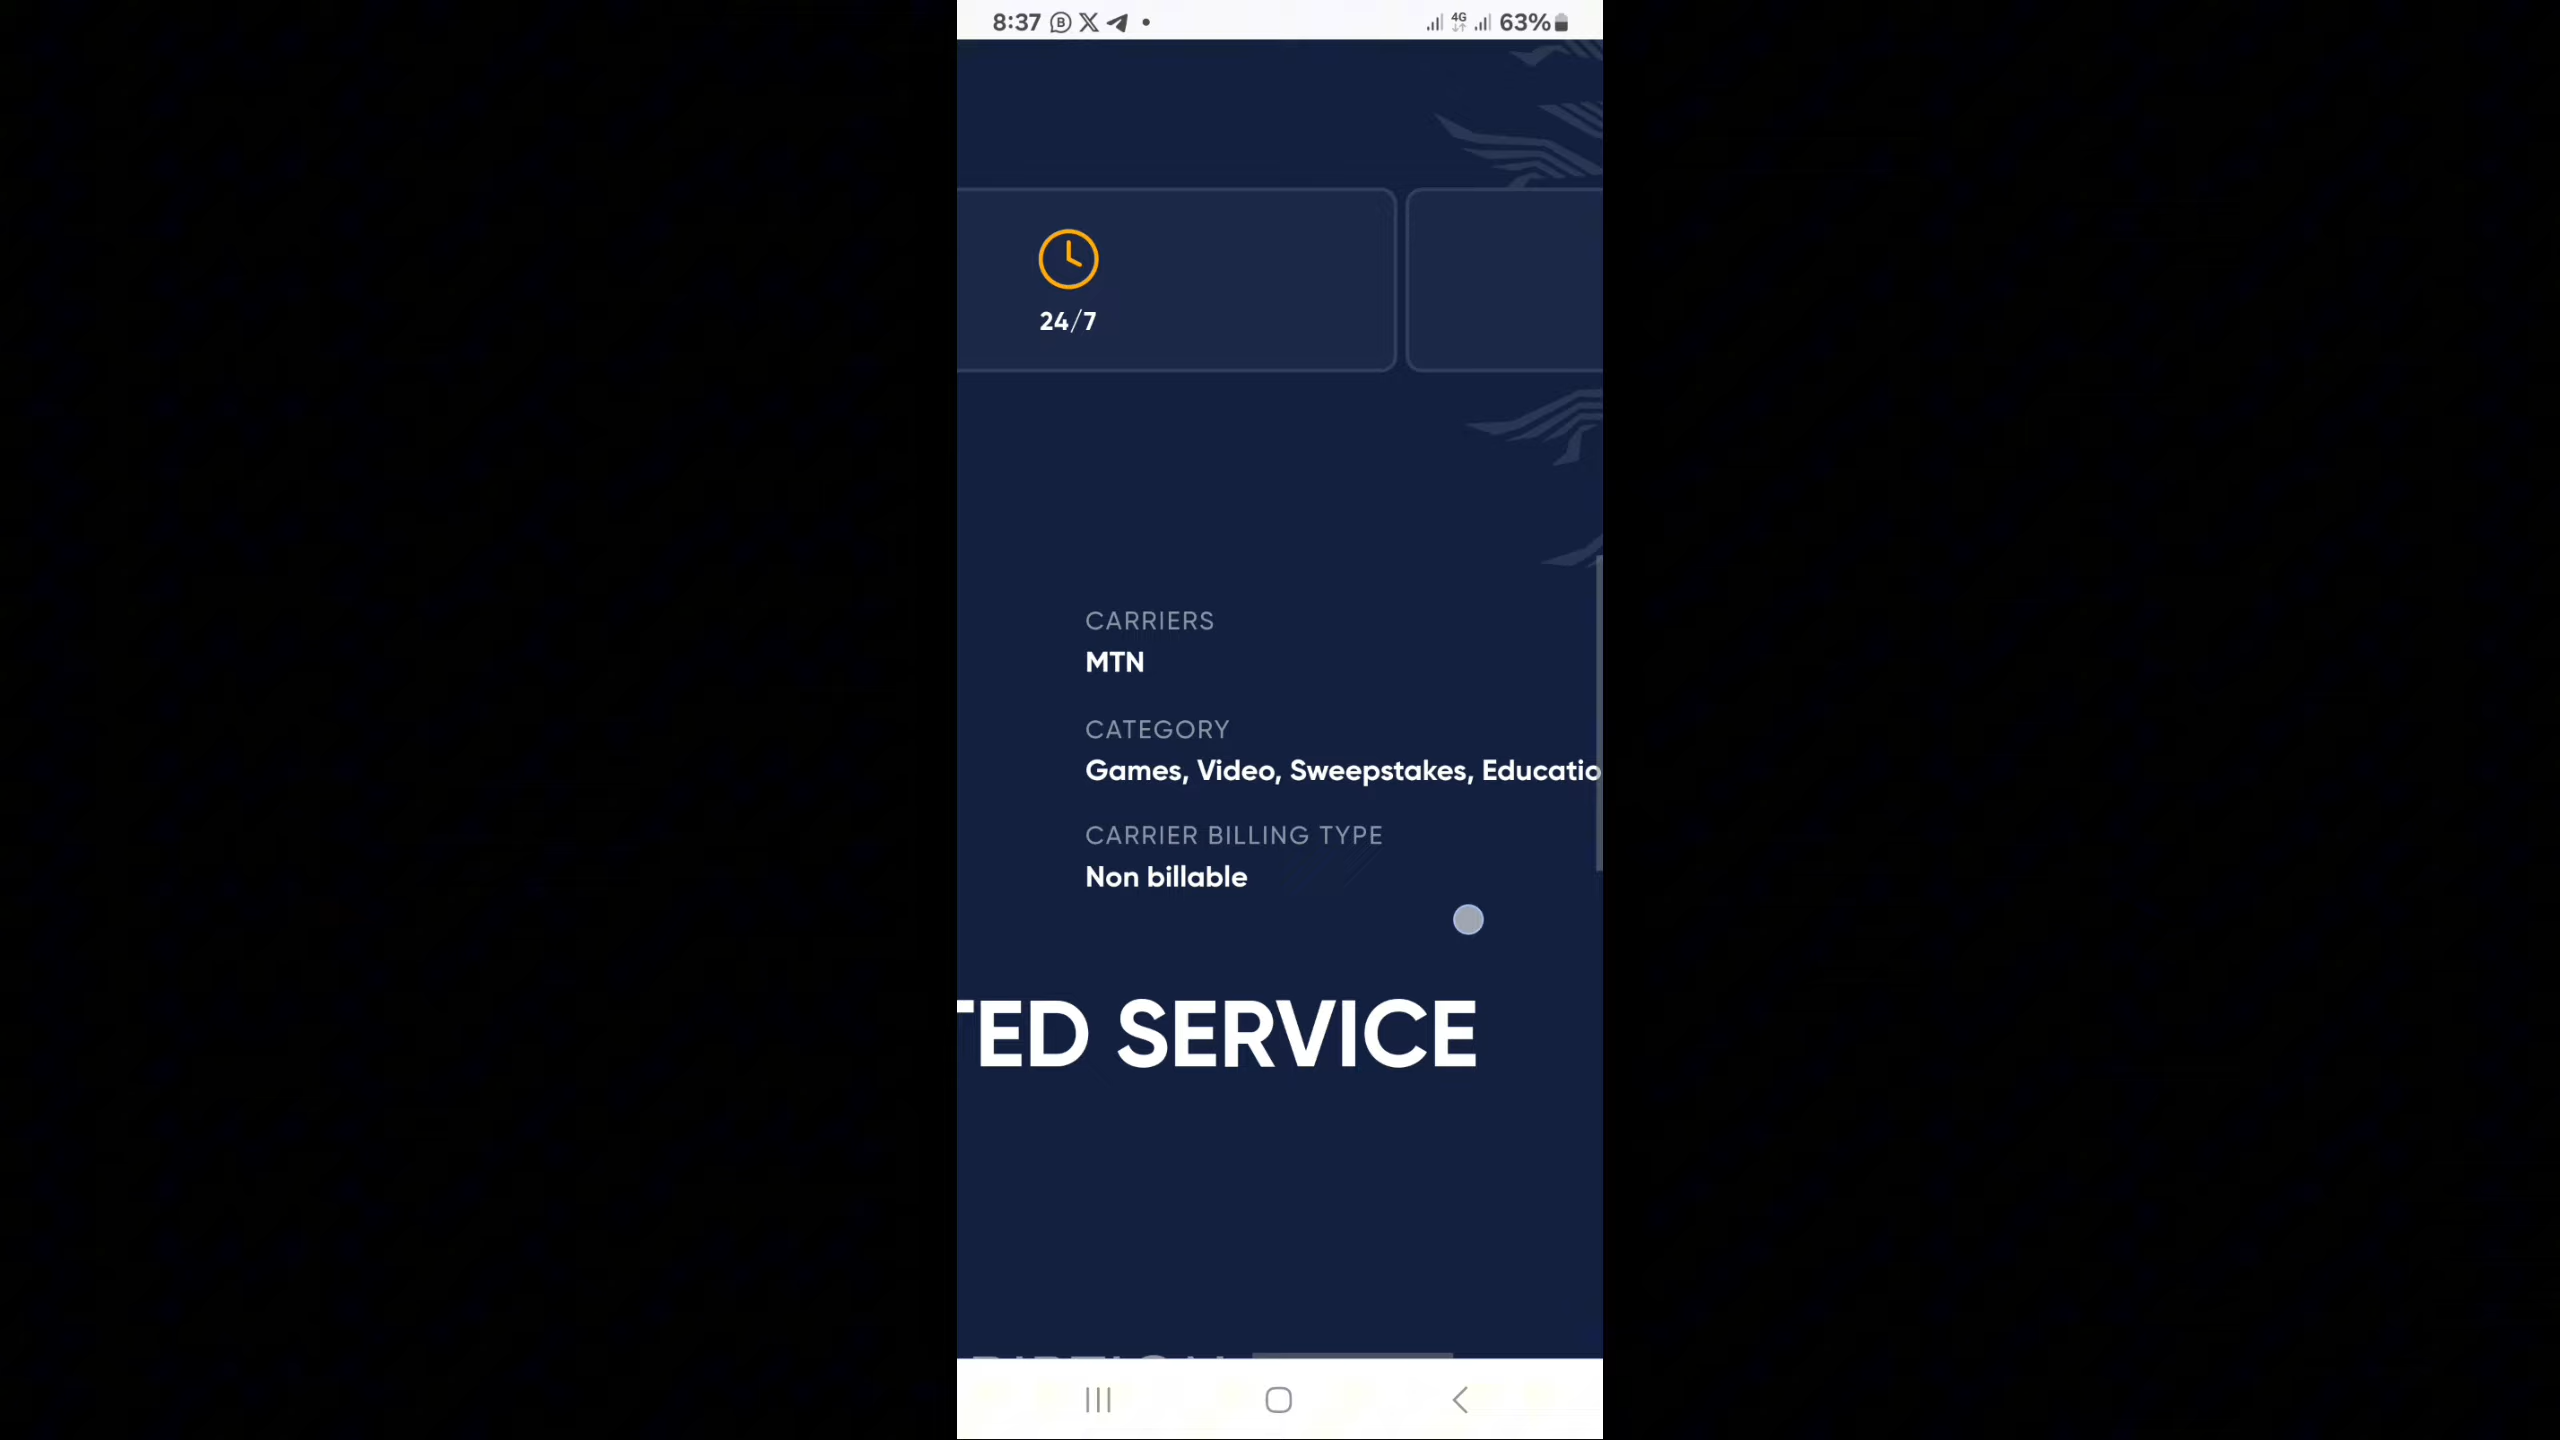 8:37
4G
63%
24/7
CARRIERS
MTN
CATEGORY
Games, Video, Sweepstakes, Educatio
CARRIER BILLING TYPE
Non billable
TED SERVICE